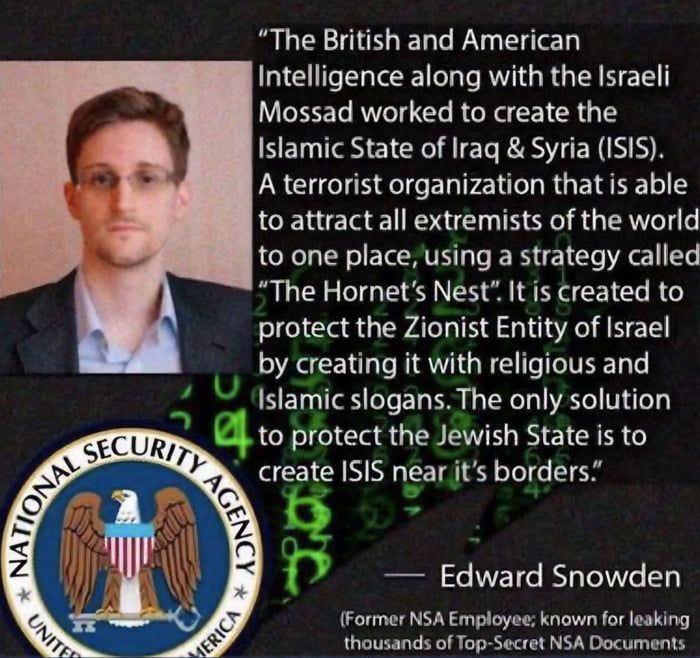 “The British and American
Intelligence along with the Israeli
Mossad worked to create the
Islamic State of Iraq & Syria (ISIS).
A terrorist organization that is able
to attract all extremists of the world
to one place, using a strategy called
“The Hornet’s Nest”. It is created to
protect the Zionist Entity of Israel
by creating it with religious and
Islamic slogans. The only solution
to protect the Jewish State is to
create ISIS near it’s borders.”
— Edward Snowden
(Former NSA Employee; known for leaking
thousands of Top-Secret NSA Documents
NATIONAL SECURITY AGENCY
UNITED